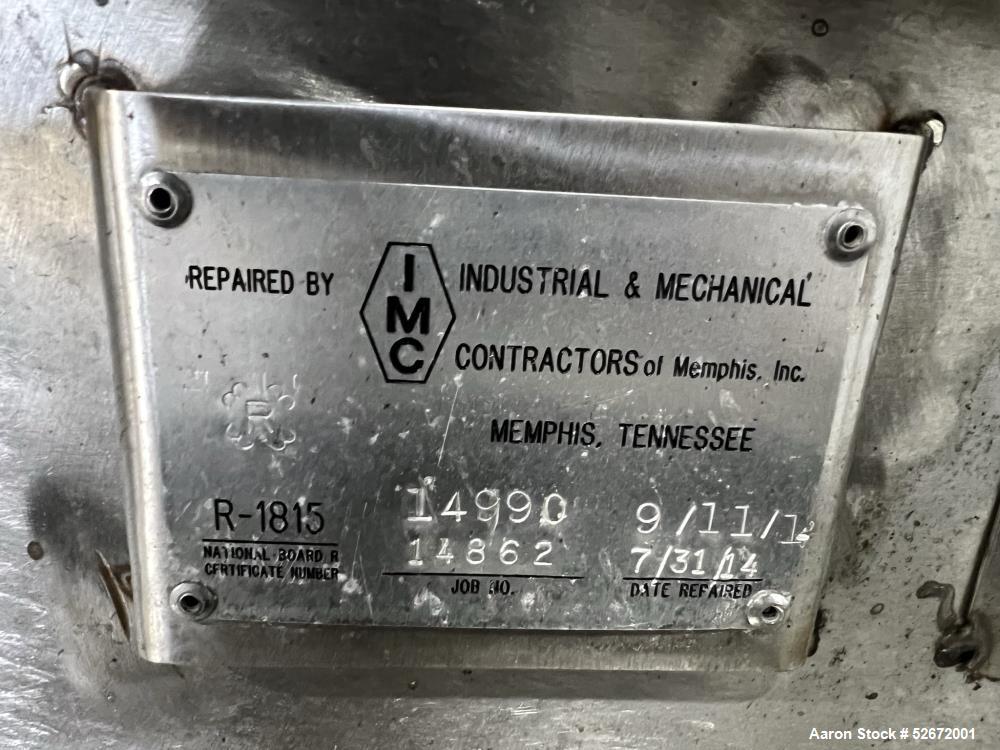 REPAIRED BY IMC INDUSTRIAL & MECHANICAL
CONTRACTORS of Memphis, Inc.
MEMPHIS, TENNESSEE
R
R-1815 14990
NATIONAL BOARD R 14862 7/31/14
CERTIFICATE NUMBER JOB NO. DATE REPAIRED
Aaron Stock # 52672001